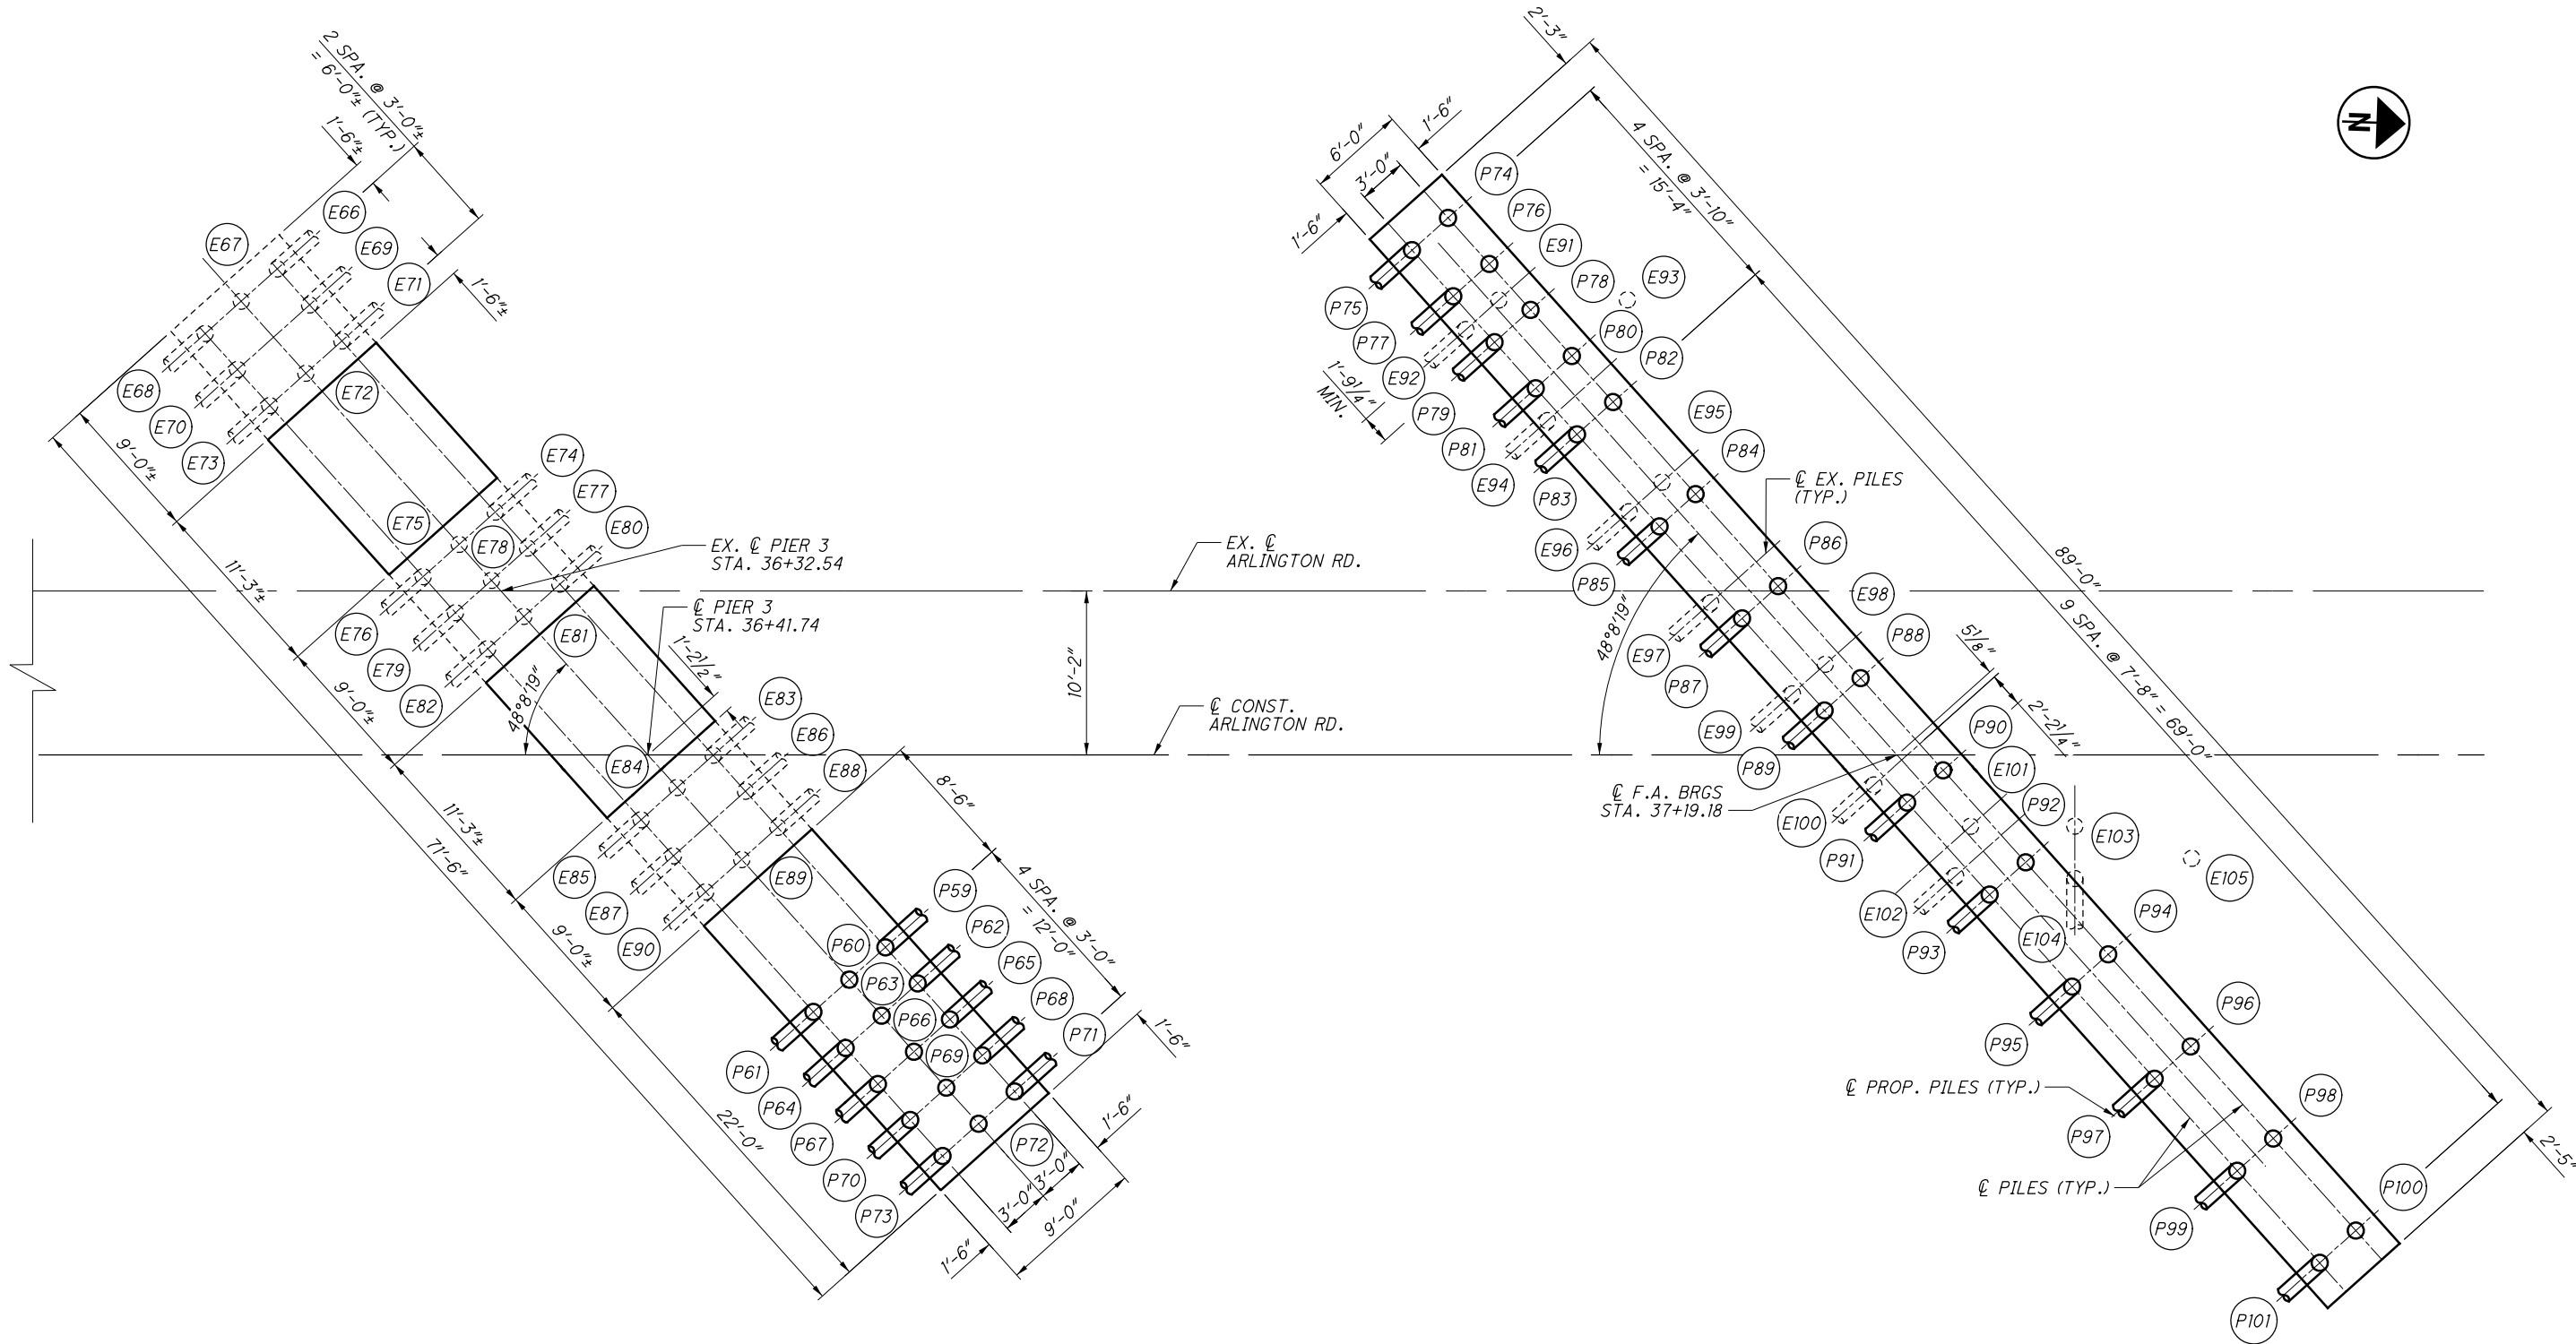 2 SPA. @ 3'-0"±
= 6'-0"± (TYP.)
1'-6"±
E66
E67
E69
E71
1'-6"±
E68
E70
E73
E72
9'-0"±
11'-3"±
9'-0"±
11'-3"±
9'-0"±
71'-6"
22'-0"
E74
E75
E77
E78
E80
E76
E79
E82
E81
48°8'19"
EX. ℄ PIER 3
STA. 36+32.54
℄ PIER 3
STA. 36+41.74
1'-2 1/2"
E83
E84
E86
E88
E85
E87
E90
E89
8'-6"
4 SPA. @ 3'-0"
= 12'-0"
P59
P60
P62
P63
P65
P66
P68
P69
P71
P61
P64
P67
P70
P73
P72
1'-6"
1'-6"
3'-0"
3'-0"
9'-0"
1'-6"
10'-2"
EX. ℄
ARLINGTON RD.
℄ CONST.
ARLINGTON RD.
N
2'-3"
1'-6"
6'-0"
3'-0"
1'-6"
4 SPA. @ 3'-10"
= 15'-4"
89'-0"
9 SPA. @ 7'-8" = 69'-0"
P74
P76
E91
P78
E93
P80
P82
P75
P77
E92
1'-9 1/4"
MIN.
P79
P81
E94
P83
E95
P84
℄ EX. PILES
(TYP.)
E96
P85
P86
48°8'19"
E97
P87
E98
P88
5 1/8"
2'-2 1/4"
E99
P89
P90
E101
P92
℄ F.A. BRGS
STA. 37+19.18
E100
P91
E103
E105
E102
P93
E104
P94
P95
P96
℄ PROP. PILES (TYP.)
P97
P98
℄ PILES (TYP.)
P99
P100
2'-5"
P101